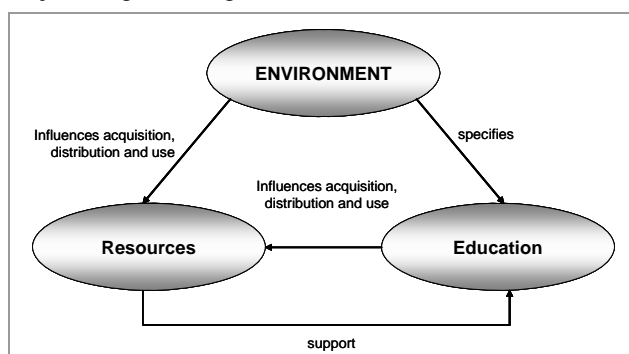 ENVIRONMENT
Influences acquisition,
distribution and use
specifies
Influences acquisition,
distribution and use
Resources
Education
support